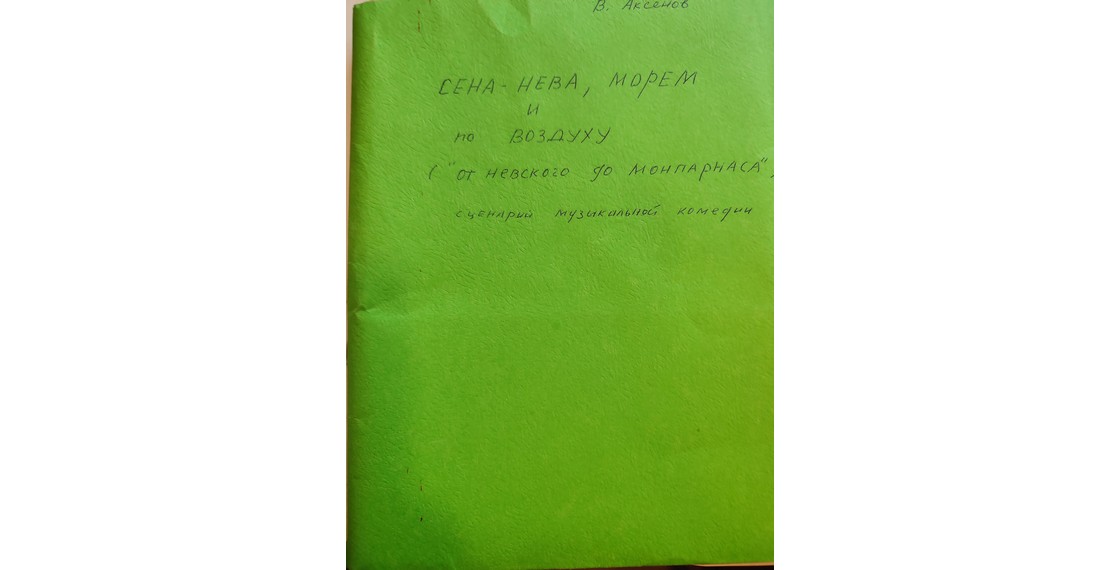 В. Аксенов
СЕНА - НЕВА, МОРЕМ
И
по ВОЗДУХУ
("от невского до МОНПАРНАСА",
сценарий музыкальной комедии